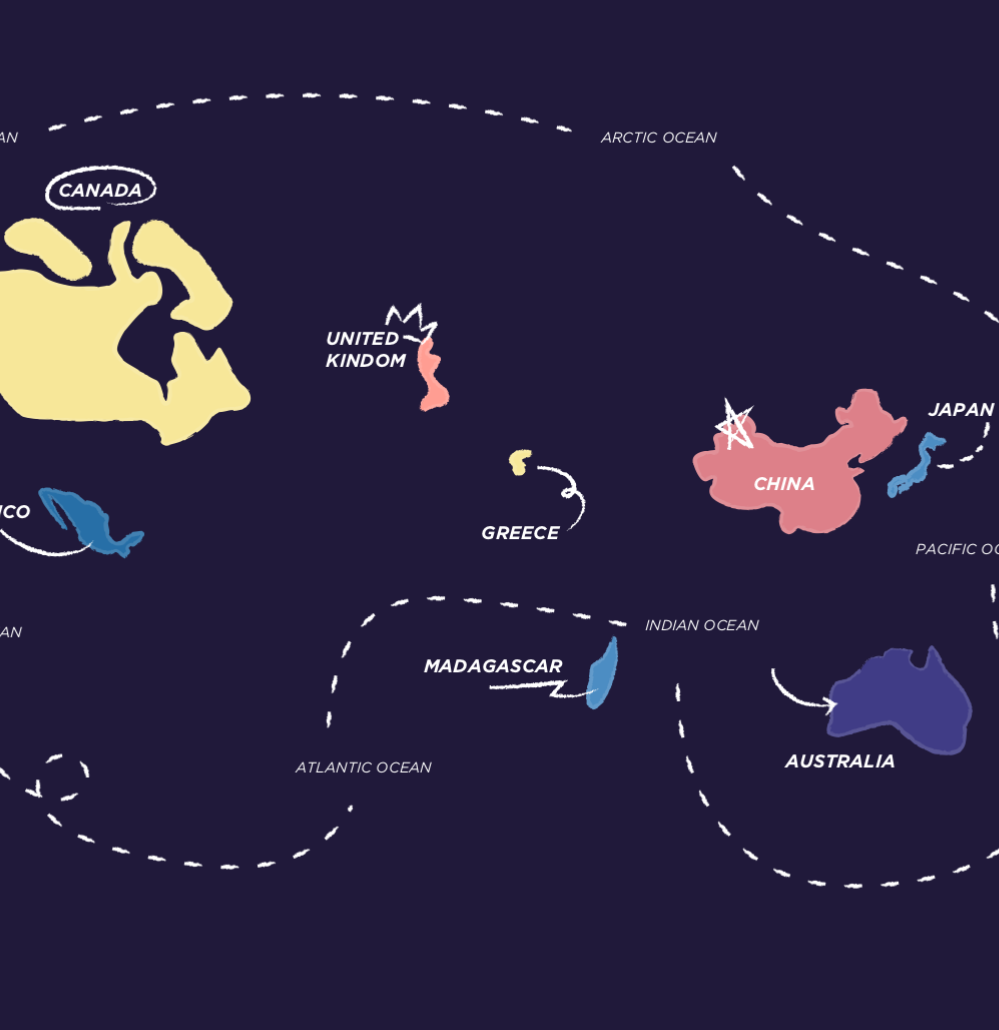 AN
ARCTIC OCEAN
CANADA
UNITED
KINDOM
JAPAN
CHINA
ICO
GREECE
PACIFIC OC
AN
INDIAN OCEAN
MADAGASCAR
AUSTRALIA
ATLANTIC OCEAN